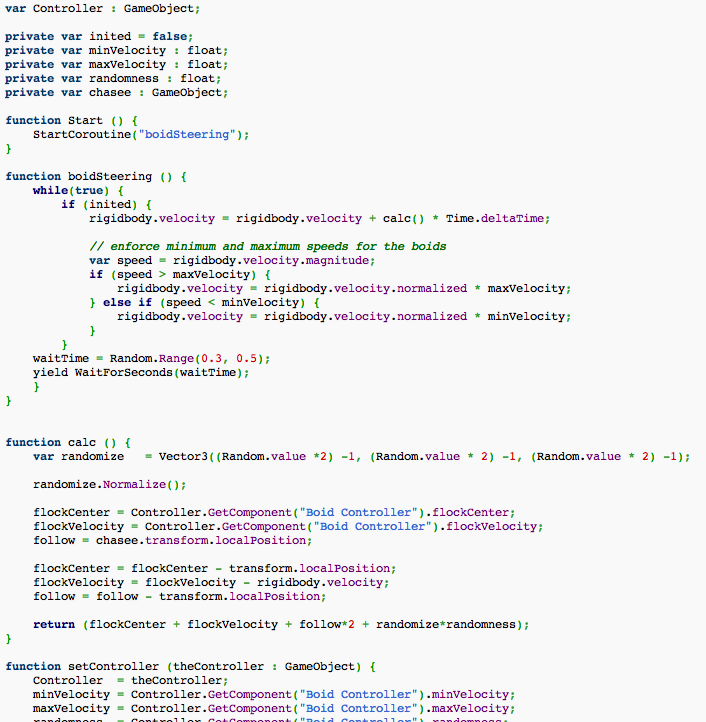 var Controller : GameObject;
private var inited = false;
private var minVelocity : float;
private var maxVelocity : float;
private var randomness : float;
private var chasee : GameObject;
function Start () {
StartCoroutine("boidSteering");
}
function boidSteering () {
while(true) {
if (inited) {
rigidbody.velocity = rigidbody.velocity + calc() * Time.deltaTime;
// enforce minimum and maximum speeds for the boids
var speed = rigidbody.velocity.magnitude;
if (speed > maxVelocity) {
rigidbody.velocity = rigidbody.velocity.normalized * maxVelocity;
} else if (speed < minVelocity) {
rigidbody.velocity = rigidbody.velocity.normalized * minVelocity;
}
}
waitTime = Random.Range(0.3, 0.5);
yield WaitForSeconds(waitTime);
}
}
function calc () {
var randomize   = Vector3((Random.value *2) -1, (Random.value * 2) -1, (Random.value * 2) -1);
randomize.Normalize();
flockCenter = Controller.GetComponent("Boid Controller").flockCenter;
flockVelocity = Controller.GetComponent("Boid Controller").flockVelocity;
follow = chasee.transform.localPosition;
flockCenter = flockCenter - transform.localPosition;
flockVelocity = flockVelocity - rigidbody.velocity;
follow = follow - transform.localPosition;
return (flockCenter + flockVelocity + follow*2 + randomize*randomness);
}
function setController (theController : GameObject) {
Controller  = theController;
minVelocity = Controller.GetComponent("Boid Controller").minVelocity;
maxVelocity = Controller.GetComponent("Boid Controller").maxVelocity;
randomness  = Controller.GetComponent("Boid Controller").randomness;